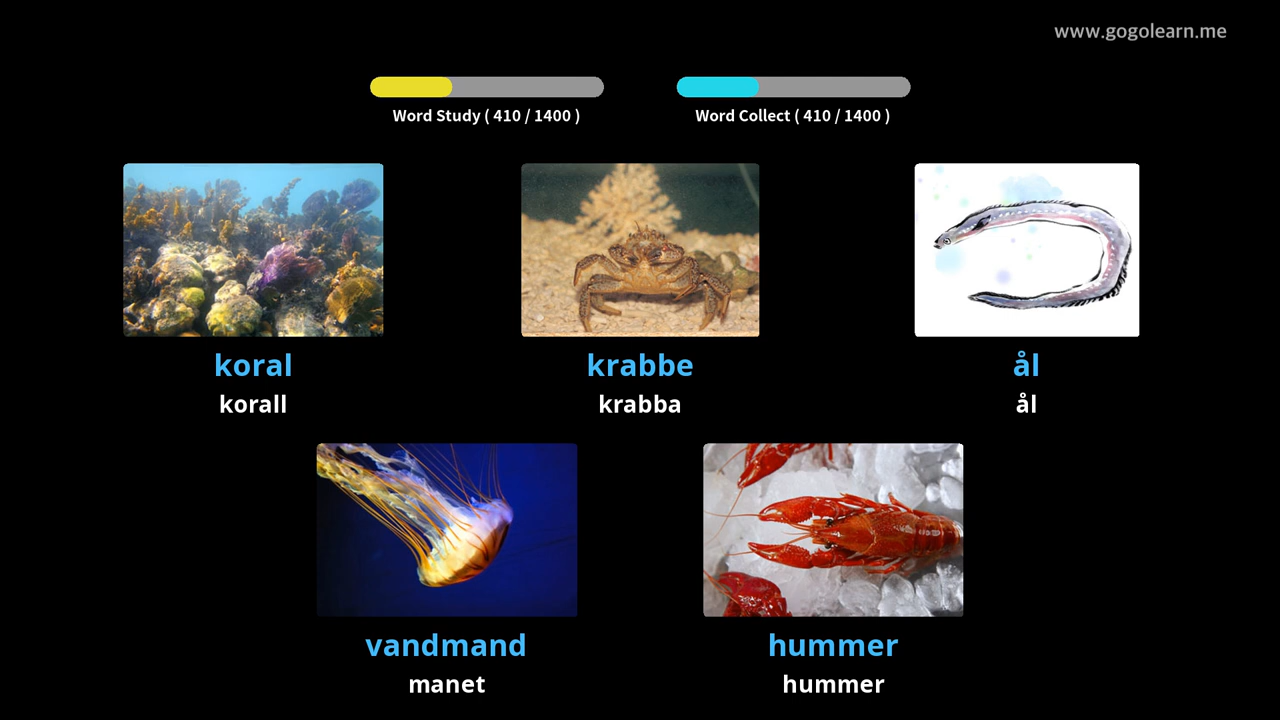 www.gogolearn.me
Word Study ( 410 / 1400 )
Word Collect ( 410 / 1400 )
koral
korall
krabbe
krabba
ål
ål
vandmand
manet
hummer
hummer